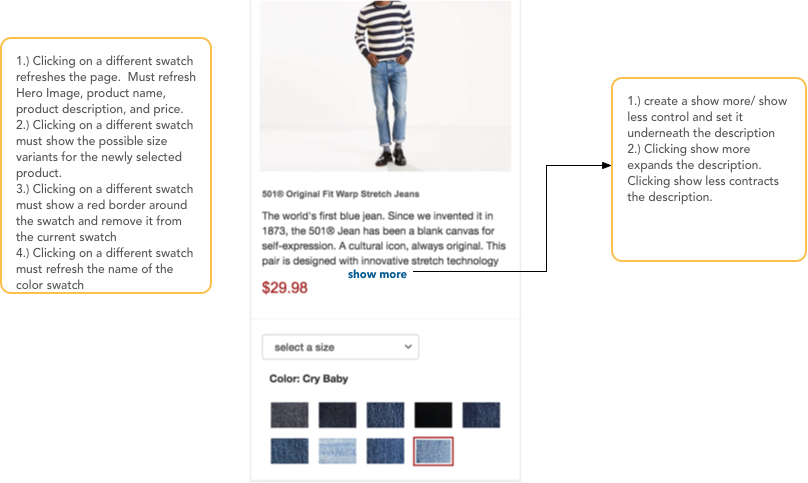 1.) Clicking on a different swatch
refreshes the page.  Must refresh
Hero Image, product name,
product description, and price.
2.) Clicking on a different swatch
must show the possible size
variants for the newly selected
product.
3.) Clicking on a different swatch
must show a red border around
the swatch and remove it from
the current swatch
4.) Clicking on a different swatch
must refresh the name of the
color swatch
501® Original Fit Warp Stretch Jeans
The world's first blue jean. Since we invented it in
1873, the 501® Jean has been a blank canvas for
self-expression. A cultural icon, always original. This
pair is designed with innovative stretch technology
show more
$29.98
select a size
Color: Cry Baby
1.) create a show more/ show
less control and set it
underneath the description
2.) Clicking show more
expands the description.
Clicking show less contracts
the description.